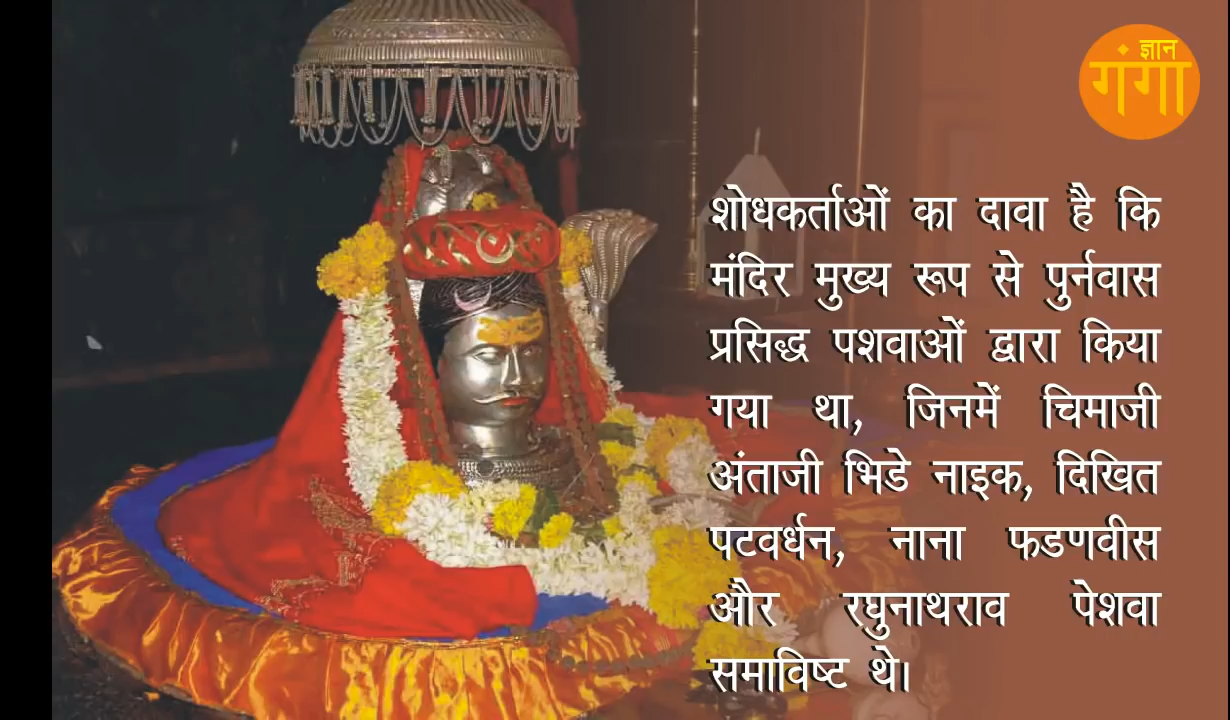 ज्ञान
गंगा
शोधकर्ताओं का दावा है कि
मंदिर मुख्य रूप से पुर्नवास
प्रसिद्ध पशवाओं द्वारा किया
गया था, जिनमें चिमाजी
अंताजी भिडे नाइक, दिखित
पटवर्धन, नाना फडणवीस
और रघुनाथराव पेशवा
समाविष्ट थे।